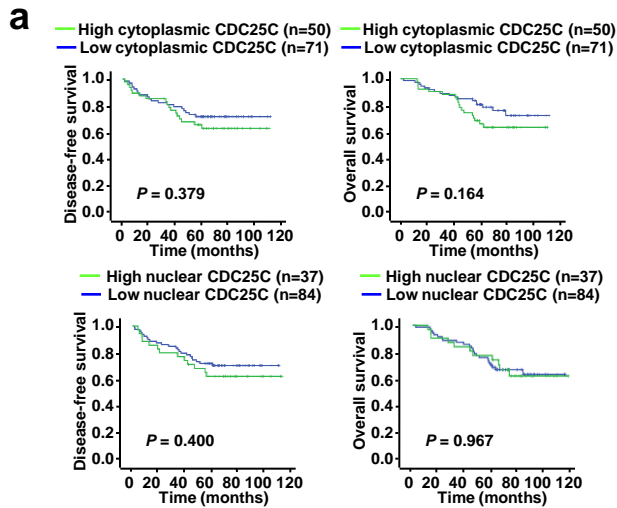 a
High cytoplasmic CDC25C (n=50)
Low cytoplasmic CDC25C (n=71)
Disease-free survival
1.0
0.8
0.6
0.4
0.2
0.0
P = 0.379
0 20 40 60 80 100 120
Time (months)
High cytoplasmic CDC25C (n=50)
Low cytoplasmic CDC25C (n=71)
Overall survival
1.0
0.8
0.6
0.4
0.2
0.0
P = 0.164
0 20 40 60 80 100 120
Time (months)
High nuclear CDC25C (n=37)
Low nuclear CDC25C (n=84)
Disease-free survival
1.0
0.8
0.6
0.4
0.2
0.0
P = 0.400
0 20 40 60 80 100 120
Time (months)
High nuclear CDC25C (n=37)
Low nuclear CDC25C (n=84)
Overall survival
1.0
0.8
0.6
0.4
0.2
0.0
P = 0.967
0 20 40 60 80 100 120
Time (months)